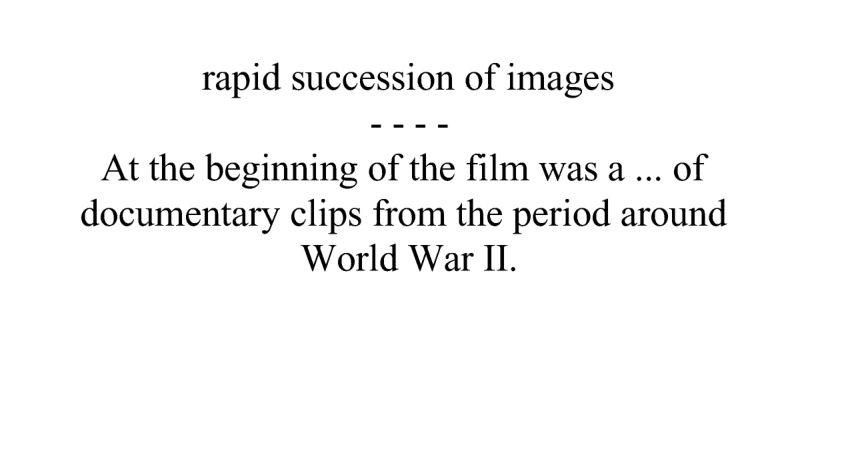 rapid succession of images
- - - -
At the beginning of the film was a ... of
documentary clips from the period around
World War II.